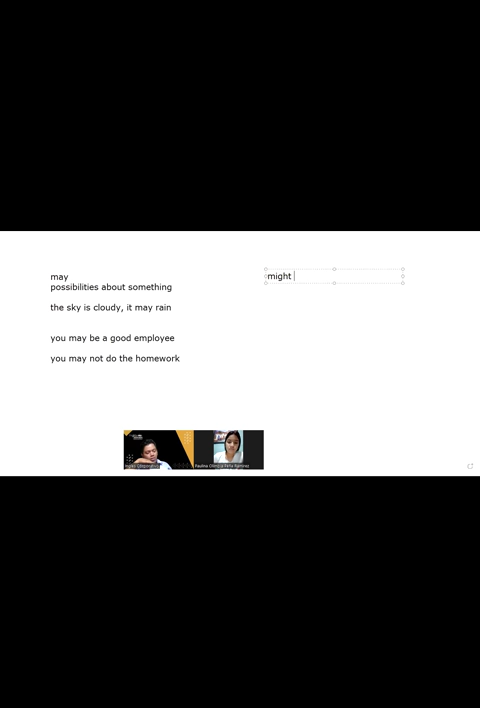 may
possibilities about something
the sky is cloudy, it may rain
you may be a good employee
you may not do the homework
might